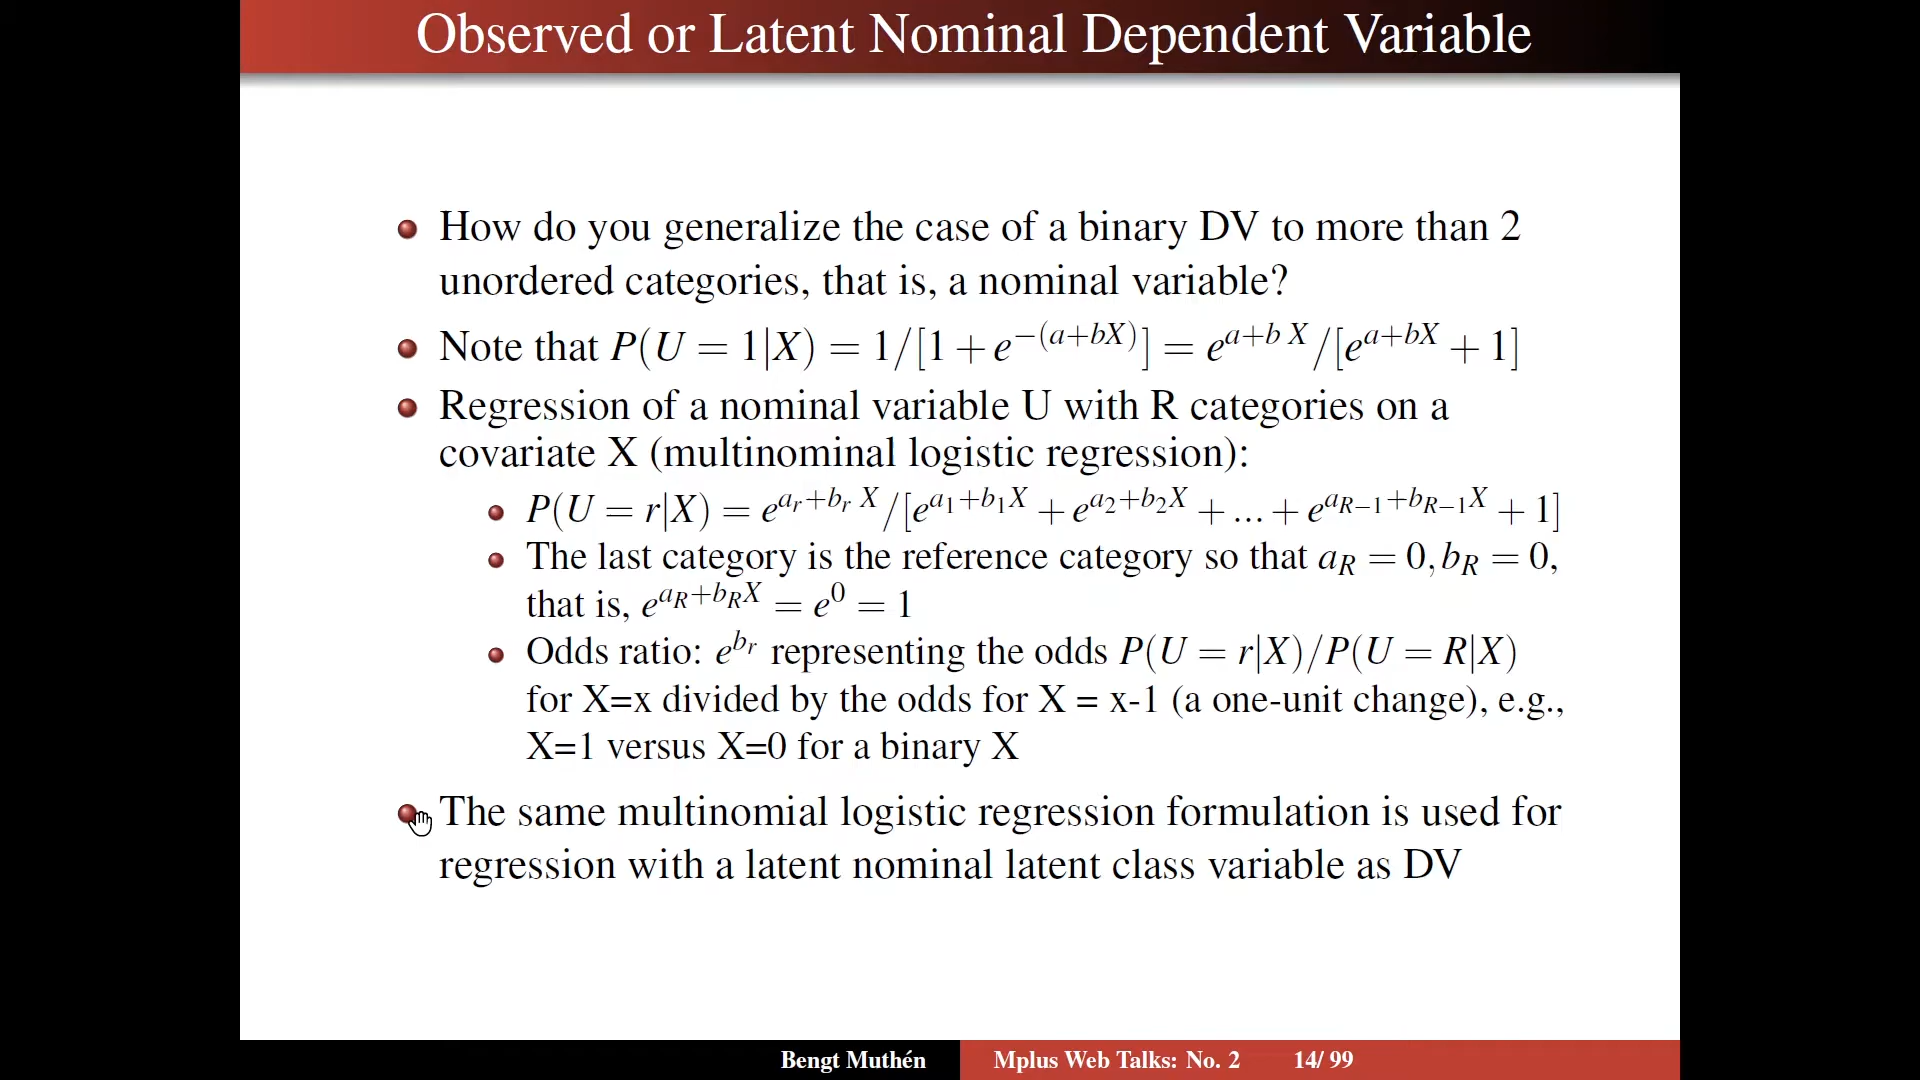 Observed or Latent Nominal Dependent Variable
How do you generalize the case of a binary DV to more than 2
unordered categories, that is, a nominal variable?
Note that $P(U = 1|X) = 1/[1 + e^{-(a+bX)}] = e^{a+b X}/[e^{a+bX} + 1]$
Regression of a nominal variable U with R categories on a
covariate X (multinominal logistic regression):
$P(U = r|X) = e^{a_r+b_r X}/[e^{a_1+b_1X} + e^{a_2+b_2X} + ... + e^{a_{R-1}+b_{R-1}X} + 1]$
The last category is the reference category so that $a_R = 0, b_R = 0$,
that is, $e^{a_R+b_RX} = e^0 = 1$
Odds ratio: $e^{b_r}$ representing the odds $P(U = r|X)/P(U = R|X)$
for X=x divided by the odds for X = x-1 (a one-unit change), e.g.,
X=1 versus X=0 for a binary X
The same multinomial logistic regression formulation is used for
regression with a latent nominal latent class variable as DV
Bengt Muthén Mplus Web Talks: No. 2 14/ 99